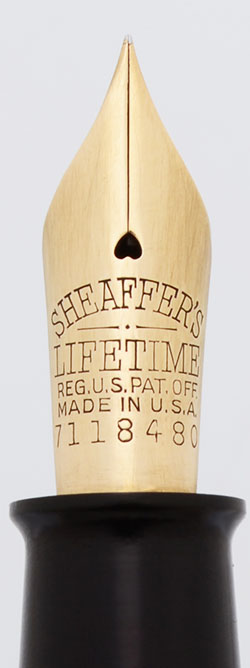 SHEAFFER'S
LIFETIME
REG.U.S.PAT.OFF.
MADE IN U.S.A.
7118480